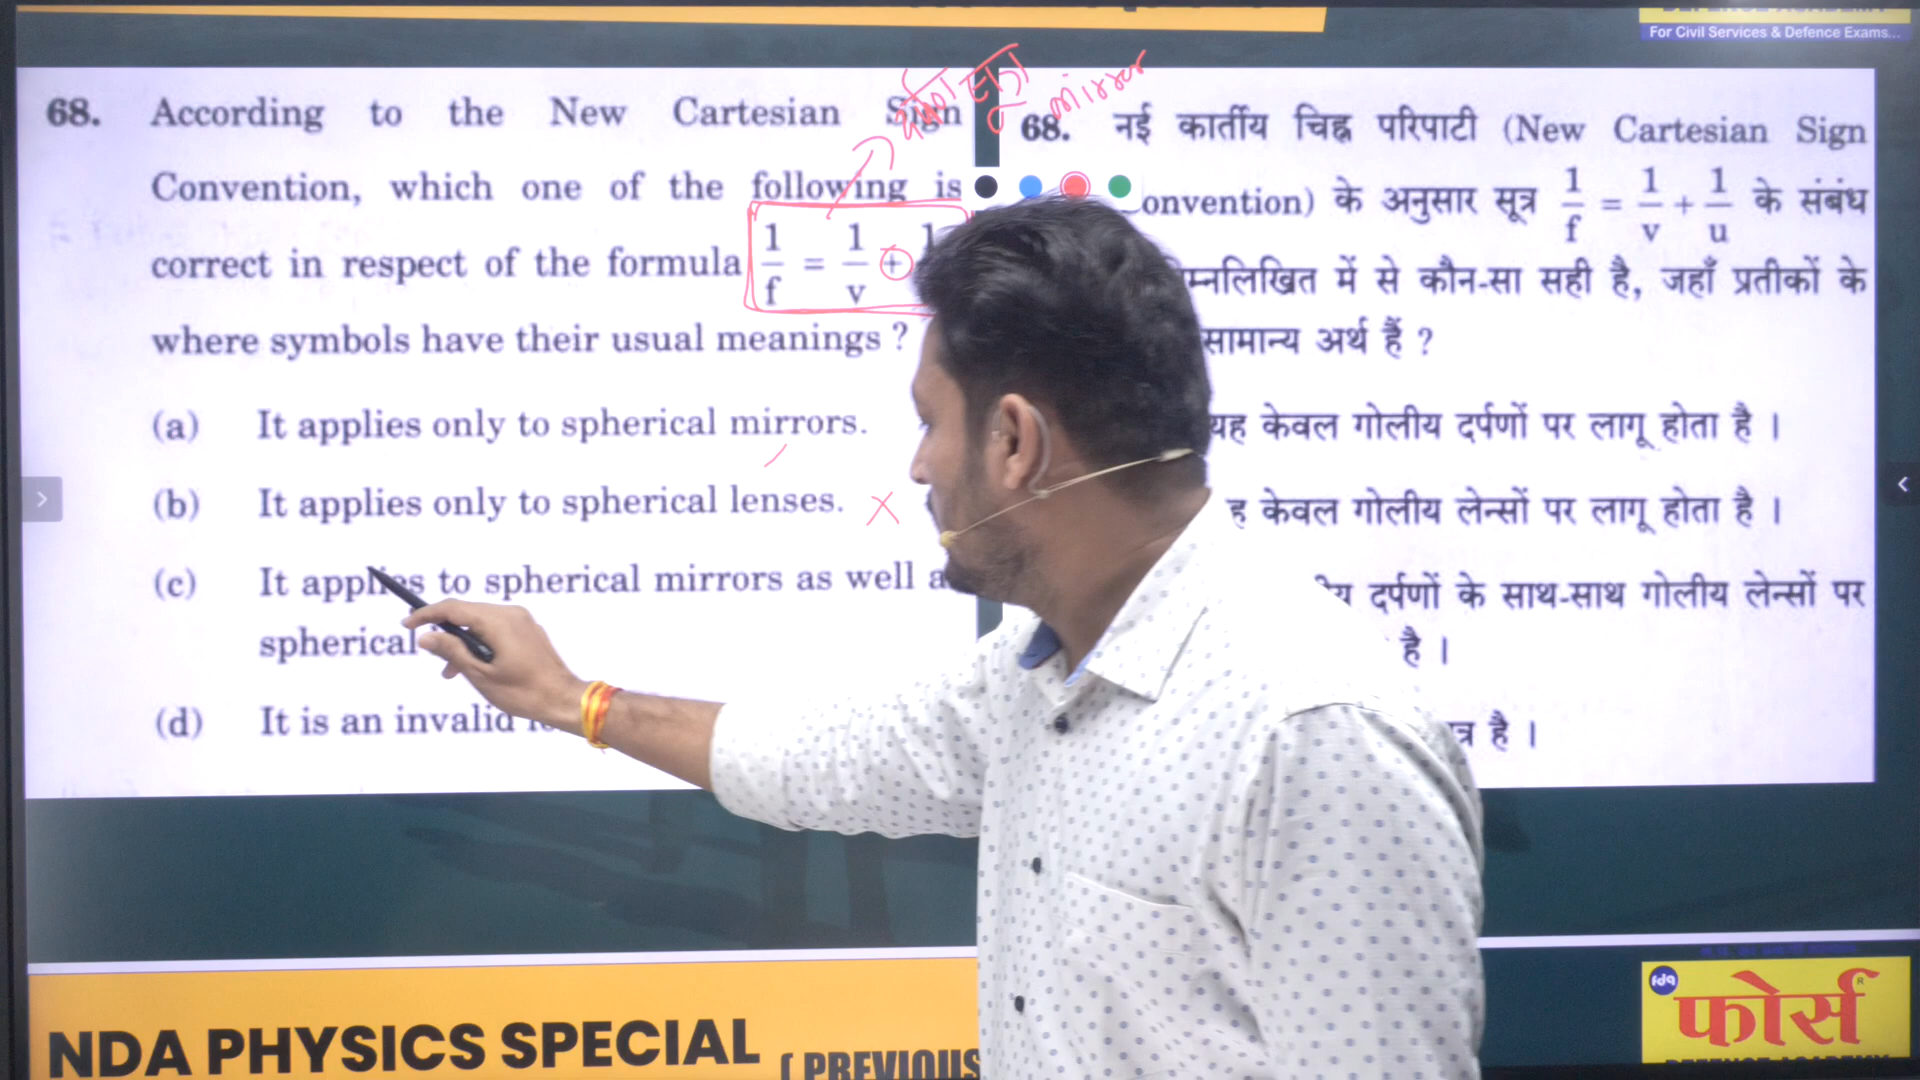 For Civil Services & Defence Exams...
mirror
68. According to the New Cartesian Sign
Convention, which one of the following is
correct in respect of the formula 1/f = 1/v +
where symbols have their usual meanings ?
(a) It applies only to spherical mirrors.
(b) It applies only to spherical lenses. ×
(c) It applies to spherical mirrors as well
spherical
(d) It is an invalid
68. नई कार्तीय चिह्न परिपाटी (New Cartesian Sign
onvention) के अनुसार सूत्र 1/f = 1/v + 1/u के संबंध
में से कौन-सा सही है, जहाँ प्रतीकों के
सामान्य अर्थ हैं ?
यह केवल गोलीय दर्पणों पर लागू होता है ।
केवल गोलीय लेन्सों पर लागू होता है ।
दर्पणों के साथ-साथ गोलीय लेन्सों पर
है ।
है ।
NDA PHYSICS SPECIAL
( PREVIOUS
fda
फोर्स
R
DEFENCE ACADEMY